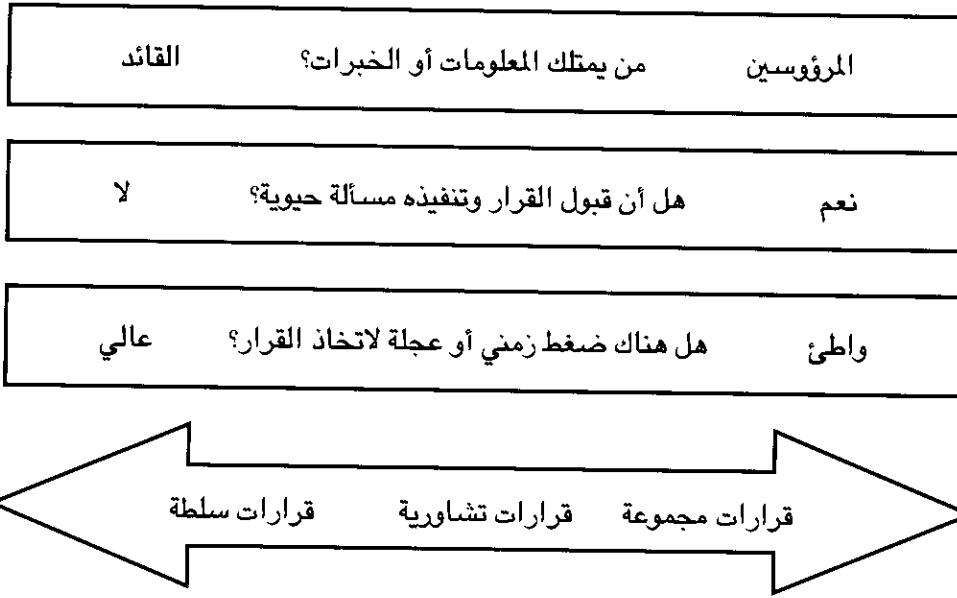 المرؤوسين من يمتلك المعلومات أو الخبرات؟ القائد
نعم هل أن قبول القرار وتنفيذه مسألة حيوية؟ لا
واطئ هل هناك ضغط زمني أو عجلة لاتخاذ القرار؟ عالي
قرارات مجموعة قرارات تشاورية قرارات سلطة